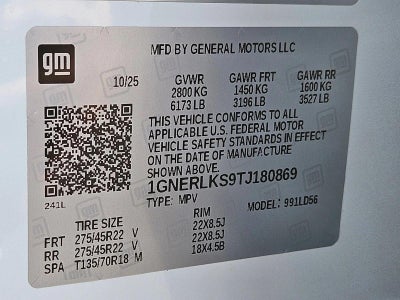 gm
MFD BY GENERAL MOTORS LLC
10/25 GVWR GAWR FRT GAWR RR
2800 KG 1450 KG 1600 KG
6173 LB 3196 LB 3527 LB
THIS VEHICLE CONFORMS TO ALL
APPLICABLE U.S. FEDERAL MOTOR
VEHICLE SAFETY STANDARDS IN EFFECT
ON THE DATE OF MANUFACTURE
SHOWN ABOVE.
1GNERLKS9TJ180869
241L TYPE: MPV MODEL: 991LD56
TIRE SIZE RIM
FRT 275/45R22 V 22X8.5J
RR 275/45R22 V 22X8.5J
SPA T135/70R18 M 18X4.5B